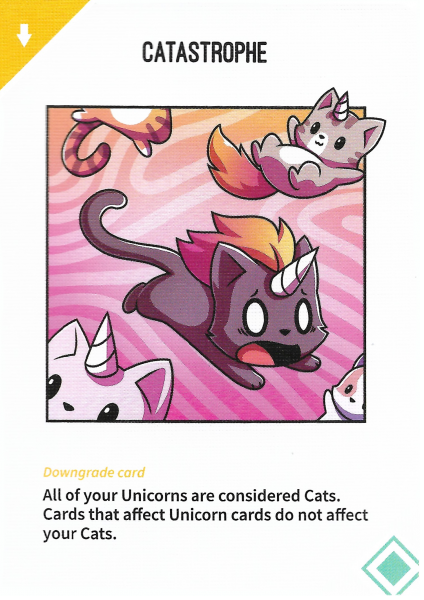 CATASTROPHE
Downgrade card
All of your Unicorns are considered Cats.
Cards that affect Unicorn cards do not affect
your Cats.